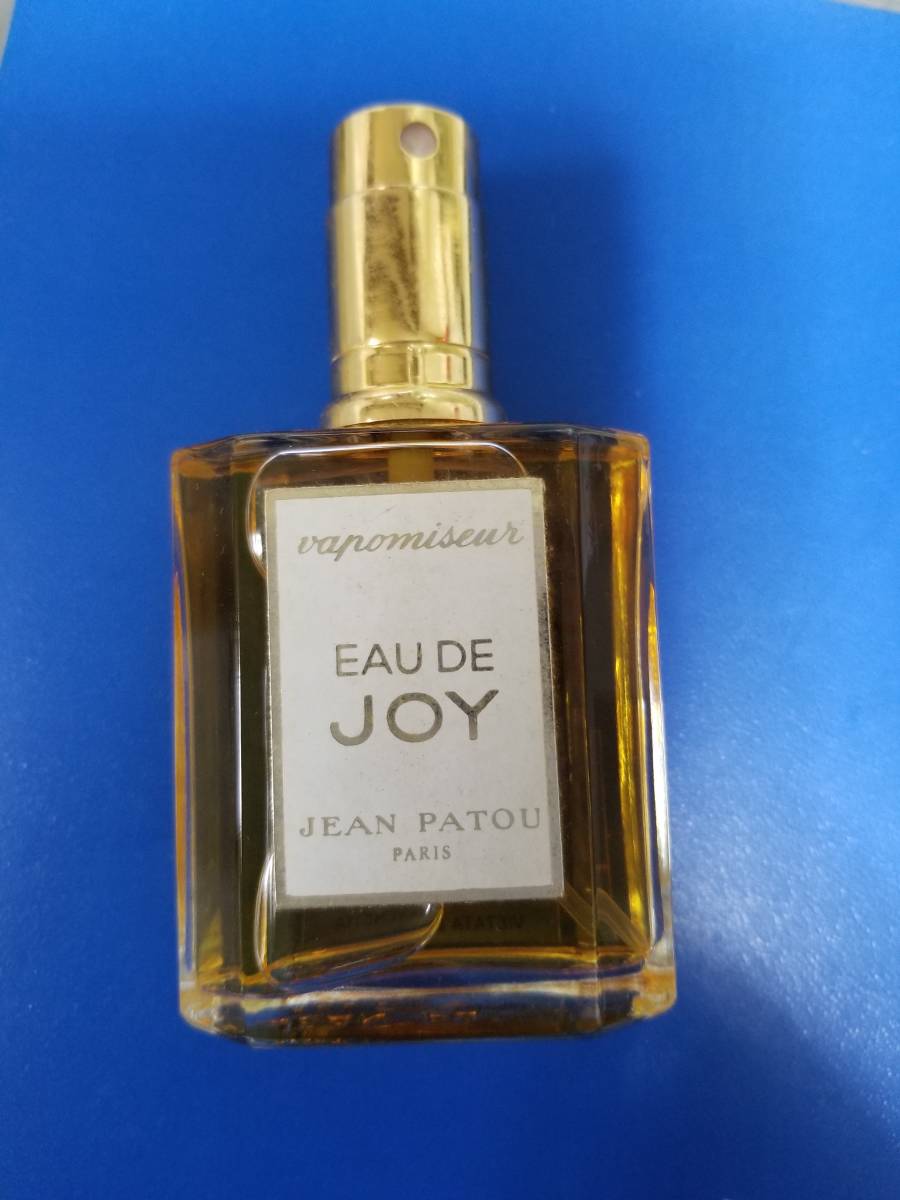 vapomiseur
EAU DE
JOY
JEAN PATOU
PARIS